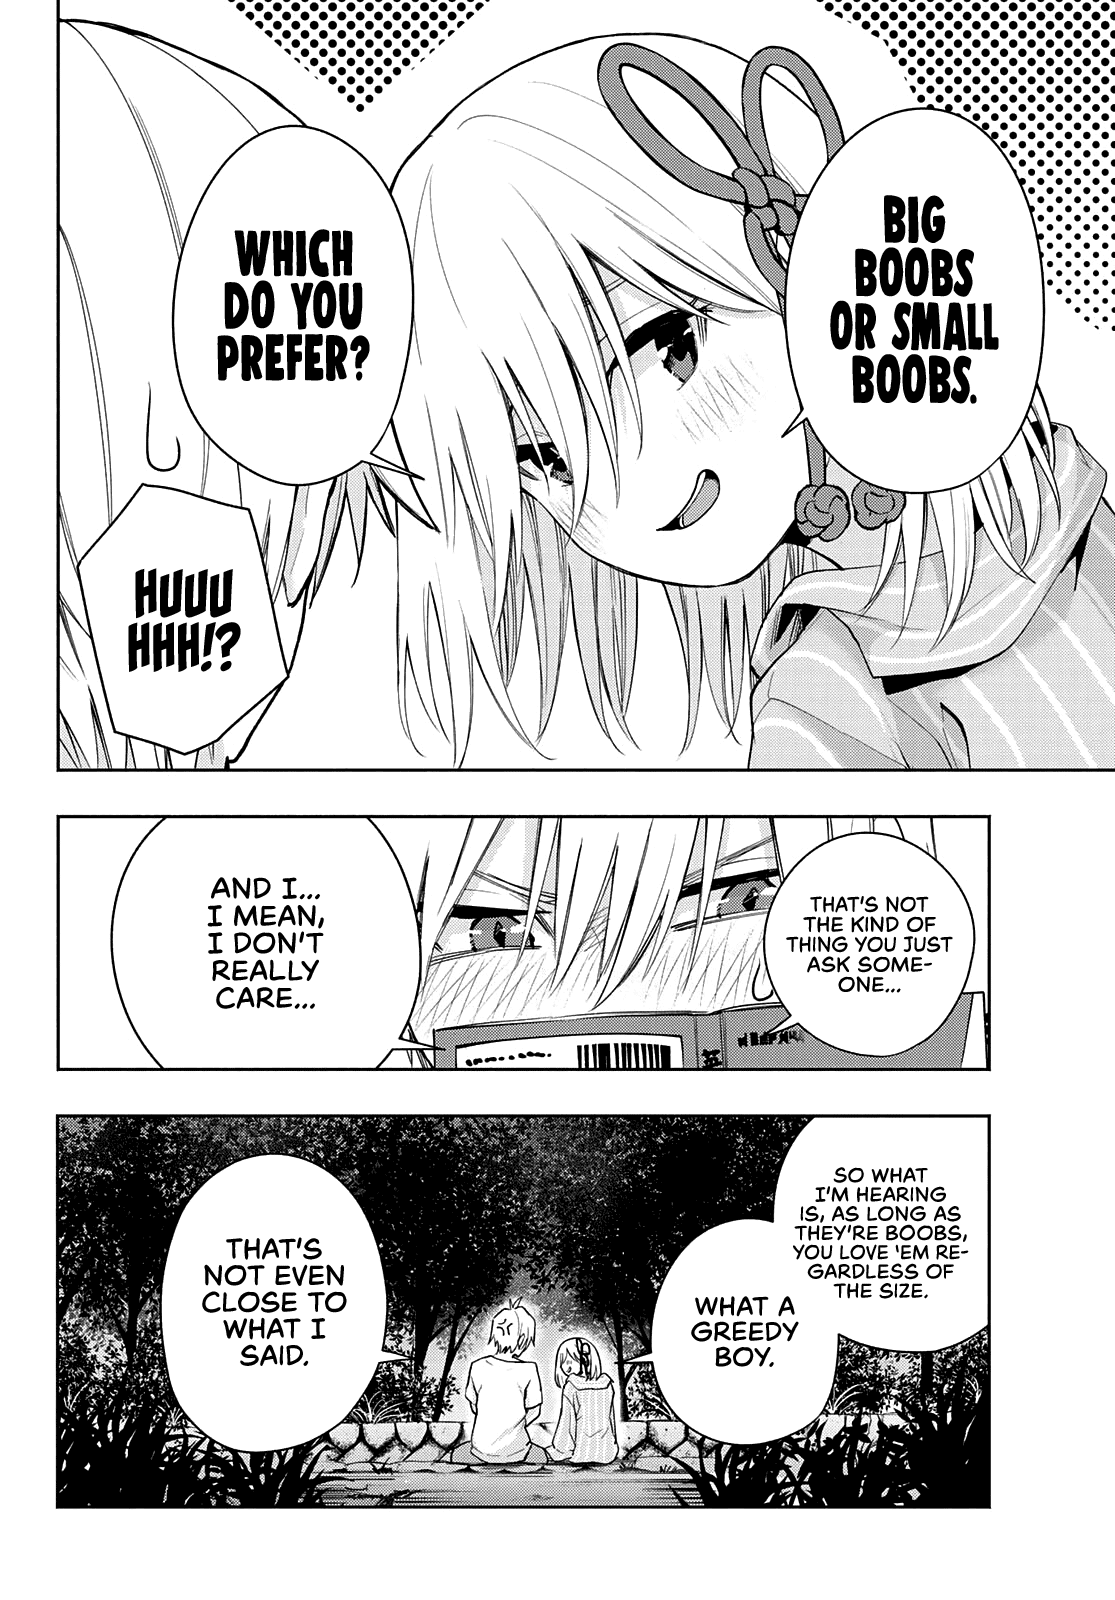 BIG
BOOBS
OR SMALL
BOOBS.
WHICH
DO YOU
PREFER?
HUUU
HHH!?
THAT'S NOT
THE KIND OF
THING YOU JUST
ASK SOME-
ONE...
AND I...
I MEAN,
I DON'T
REALLY
CARE...
SO WHAT
I'M HEARING
IS, AS LONG AS
THEY'RE BOOBS,
YOU LOVE 'EM RE-
GARDLESS OF
THE SIZE.
WHAT A
GREEDY
BOY.
THAT'S
NOT EVEN
CLOSE TO
WHAT I
SAID.